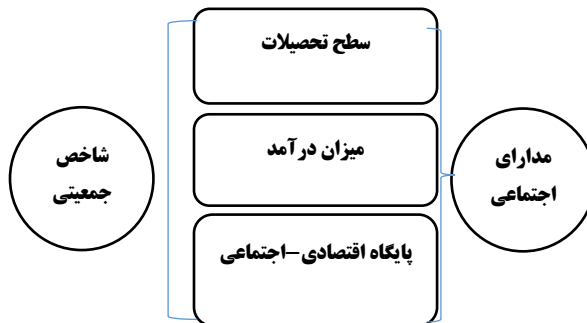 سطح تحصیلات
میزان درآمد
پایگاه اقتصادی–اجتماعی
مدارای
اجتماعی
شاخص
جمعیتی